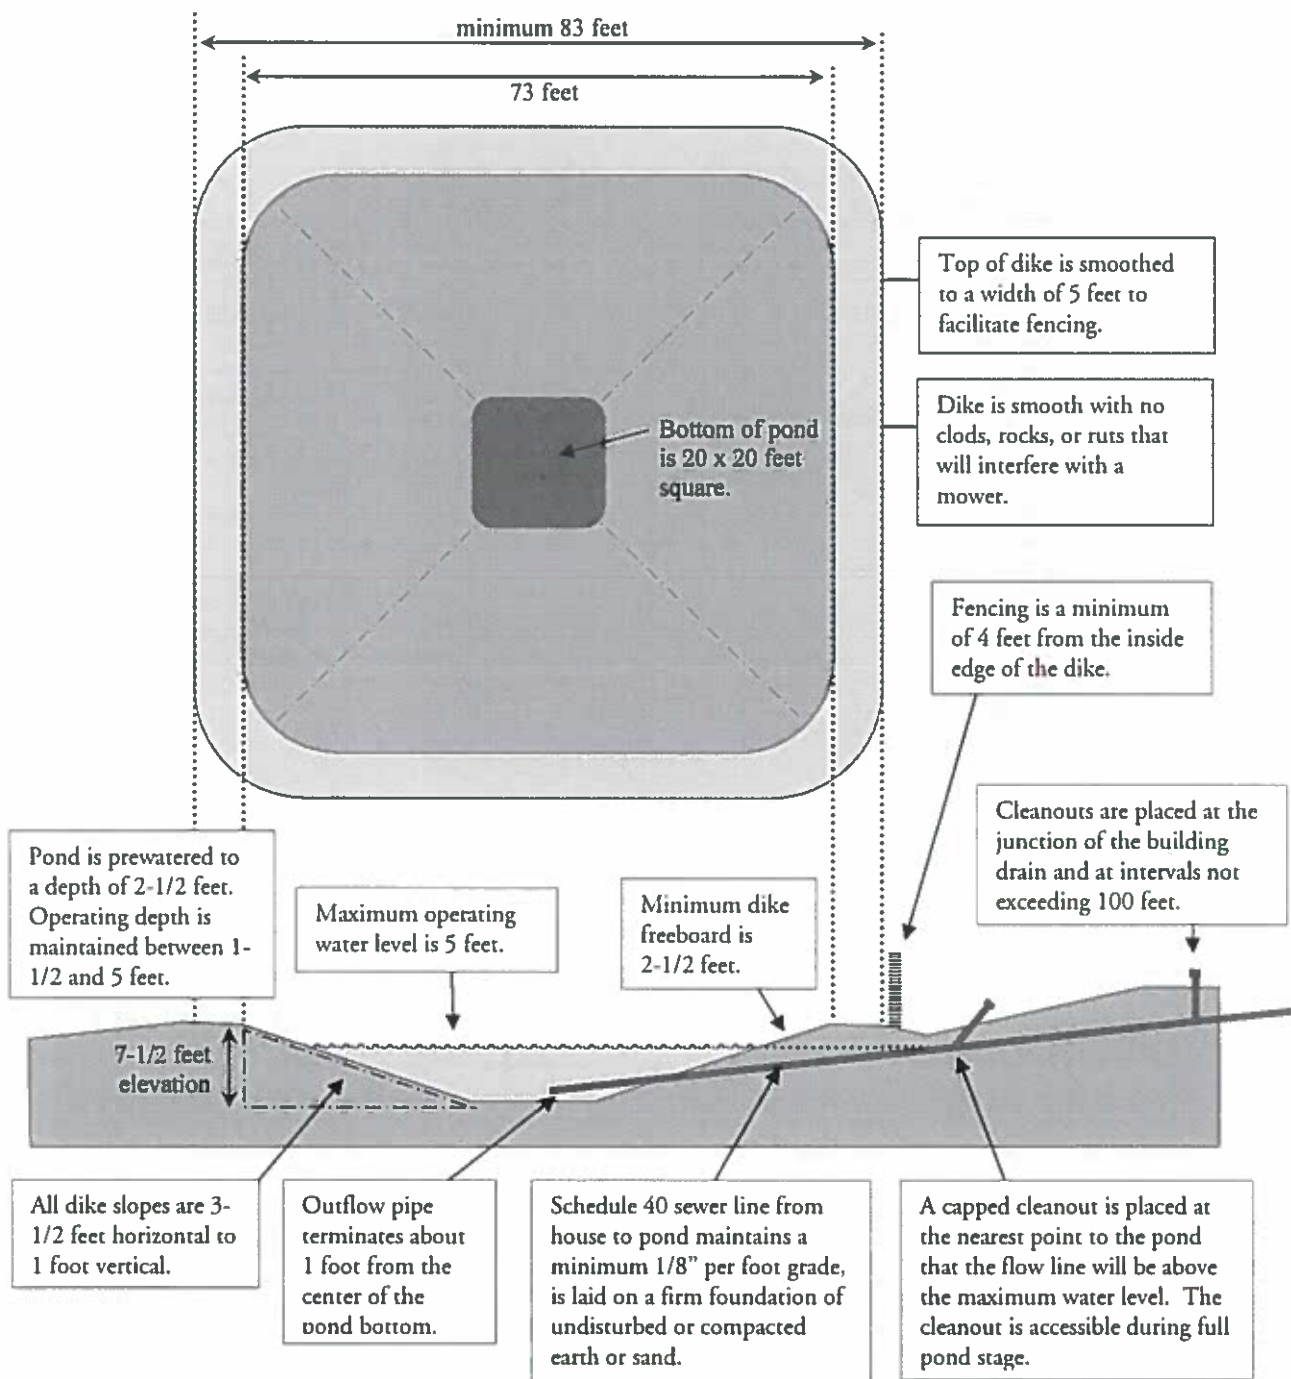 minimum 83 feet
73 feet
Top of dike is smoothed
to a width of 5 feet to
facilitate fencing.
Dike is smooth with no
clods, rocks, or ruts that
will interfere with a
mower.
Bottom of pond
is 20 x 20 feet
square.
Fencing is a minimum
of 4 feet from the inside
edge of the dike.
Cleanouts are placed at the
junction of the building
drain and at intervals not
exceeding 100 feet.
Pond is prewatered to
a depth of 2-1/2 feet.
Operating depth is
maintained between 1-
1/2 and 5 feet.
Maximum operating
water level is 5 feet.
Minimum dike
freeboard is
2-1/2 feet.
7-1/2 feet
elevation
All dike slopes are 3-
1/2 feet horizontal to
1 foot vertical.
Outflow pipe
terminates about
1 foot from the
center of the
pond bottom.
Schedule 40 sewer line from
house to pond maintains a
minimum 1/8" per foot grade,
is laid on a firm foundation of
undisturbed or compacted
earth or sand.
A capped cleanout is placed at
the nearest point to the pond
that the flow line will be above
the maximum water level.  The
cleanout is accessible during full
pond stage.